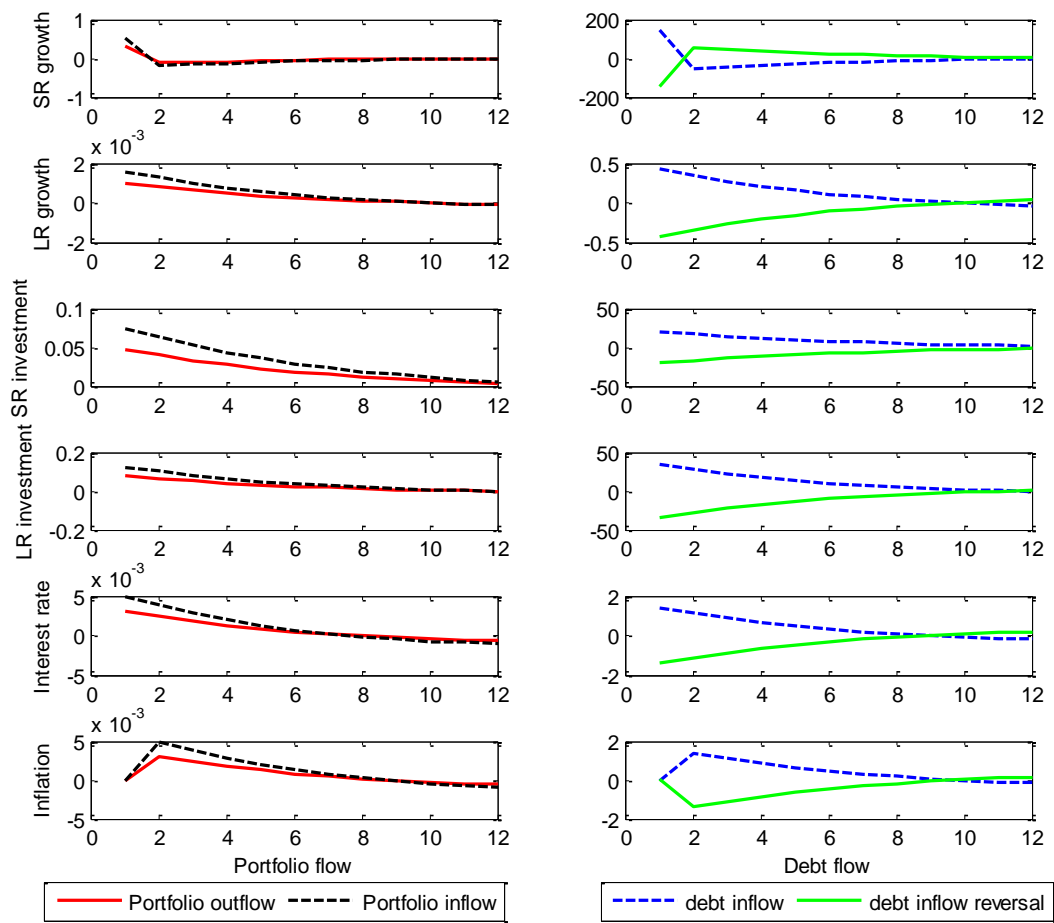 1
0
-1
SR growth
0 2 4 6 8 10 12
200
0
-200
0 2 4 6 8 10 12
x 10^-3
2
0
-2
LR growth
0 2 4 6 8 10 12
0.5
0
-0.5
0 2 4 6 8 10 12
0.1
0.05
0
SR investment
0 2 4 6 8 10 12
50
0
-50
0 2 4 6 8 10 12
0.2
0
-0.2
LR investment
0 2 4 6 8 10 12
50
0
-50
0 2 4 6 8 10 12
x 10^-3
5
0
-5
Interest rate
0 2 4 6 8 10 12
2
0
-2
0 2 4 6 8 10 12
x 10^-3
5
0
-5
Inflation
0 2 4 6 8 10 12
Portfolio flow
2
0
-2
0 2 4 6 8 10 12
Debt flow
Portfolio outflow Portfolio inflow
debt inflow debt inflow reversal